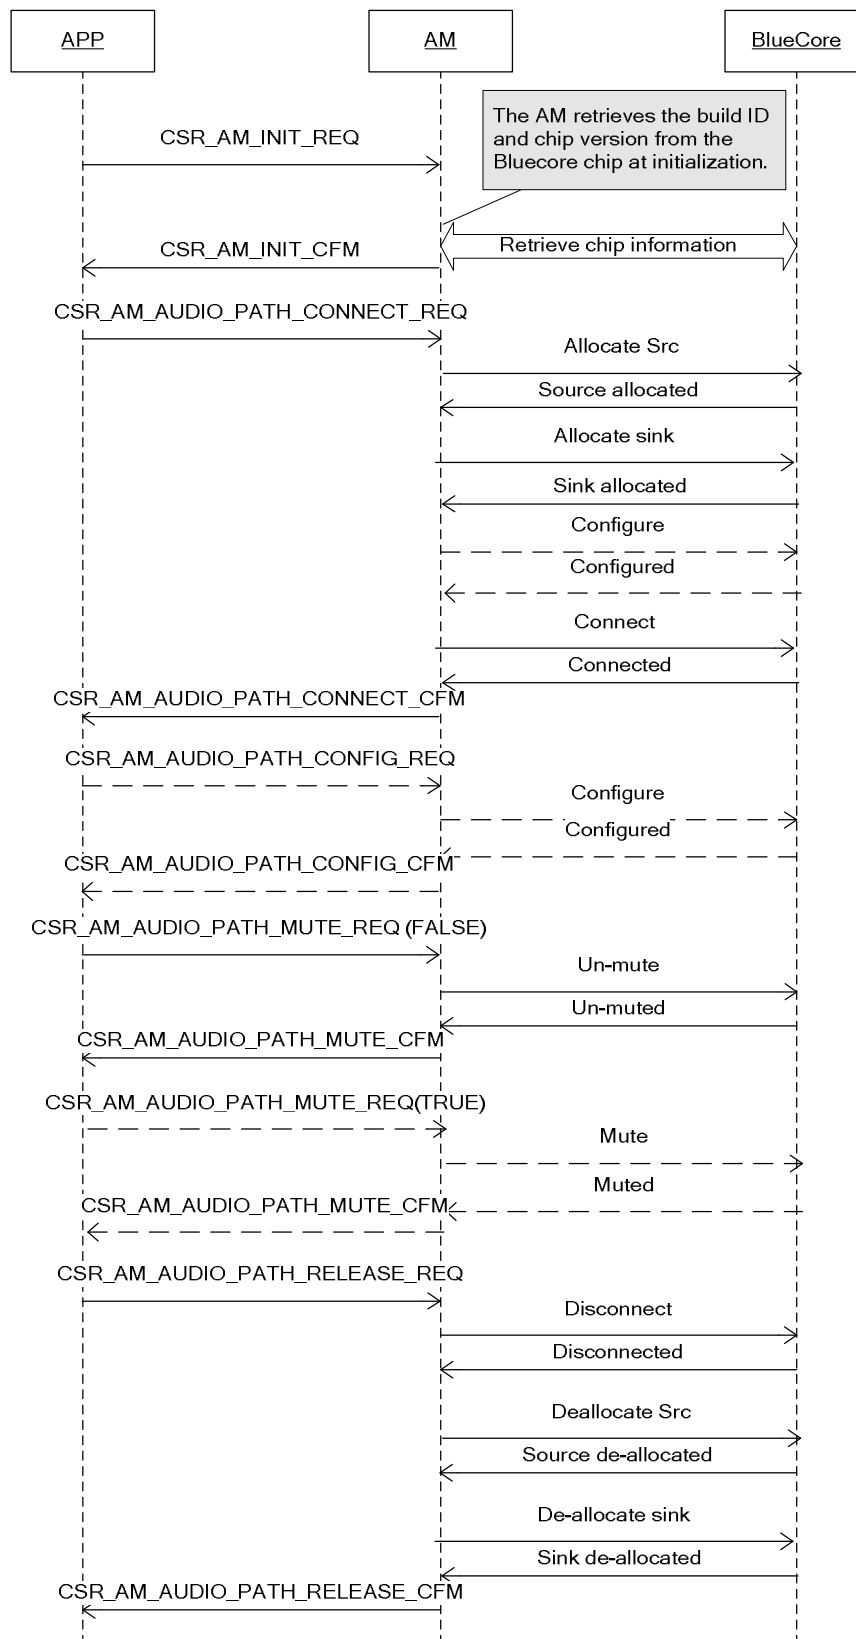 APP
AM
BlueCore
The AM retrieves the build ID
and chip version from the
Bluecore chip at initialization.
CSR_AM_INIT_REQ
Retrieve chip information
CSR_AM_INIT_CFM
CSR_AM_AUDIO_PATH_CONNECT_REQ
Allocate Src
Source allocated
Allocate sink
Sink allocated
Configure
Configured
Connect
Connected
CSR_AM_AUDIO_PATH_CONNECT_CFM
CSR_AM_AUDIO_PATH_CONFIG_REQ
Configure
Configured
CSR_AM_AUDIO_PATH_CONFIG_CFM
CSR_AM_AUDIO_PATH_MUTE_REQ (FALSE)
Un-mute
Un-muted
CSR_AM_AUDIO_PATH_MUTE_CFM
CSR_AM_AUDIO_PATH_MUTE_REQ(TRUE)
Mute
Muted
CSR_AM_AUDIO_PATH_MUTE_CFM
CSR_AM_AUDIO_PATH_RELEASE_REQ
Disconnect
Disconnected
Deallocate Src
Source de-allocated
De-allocate sink
Sink de-allocated
CSR_AM_AUDIO_PATH_RELEASE_CFM